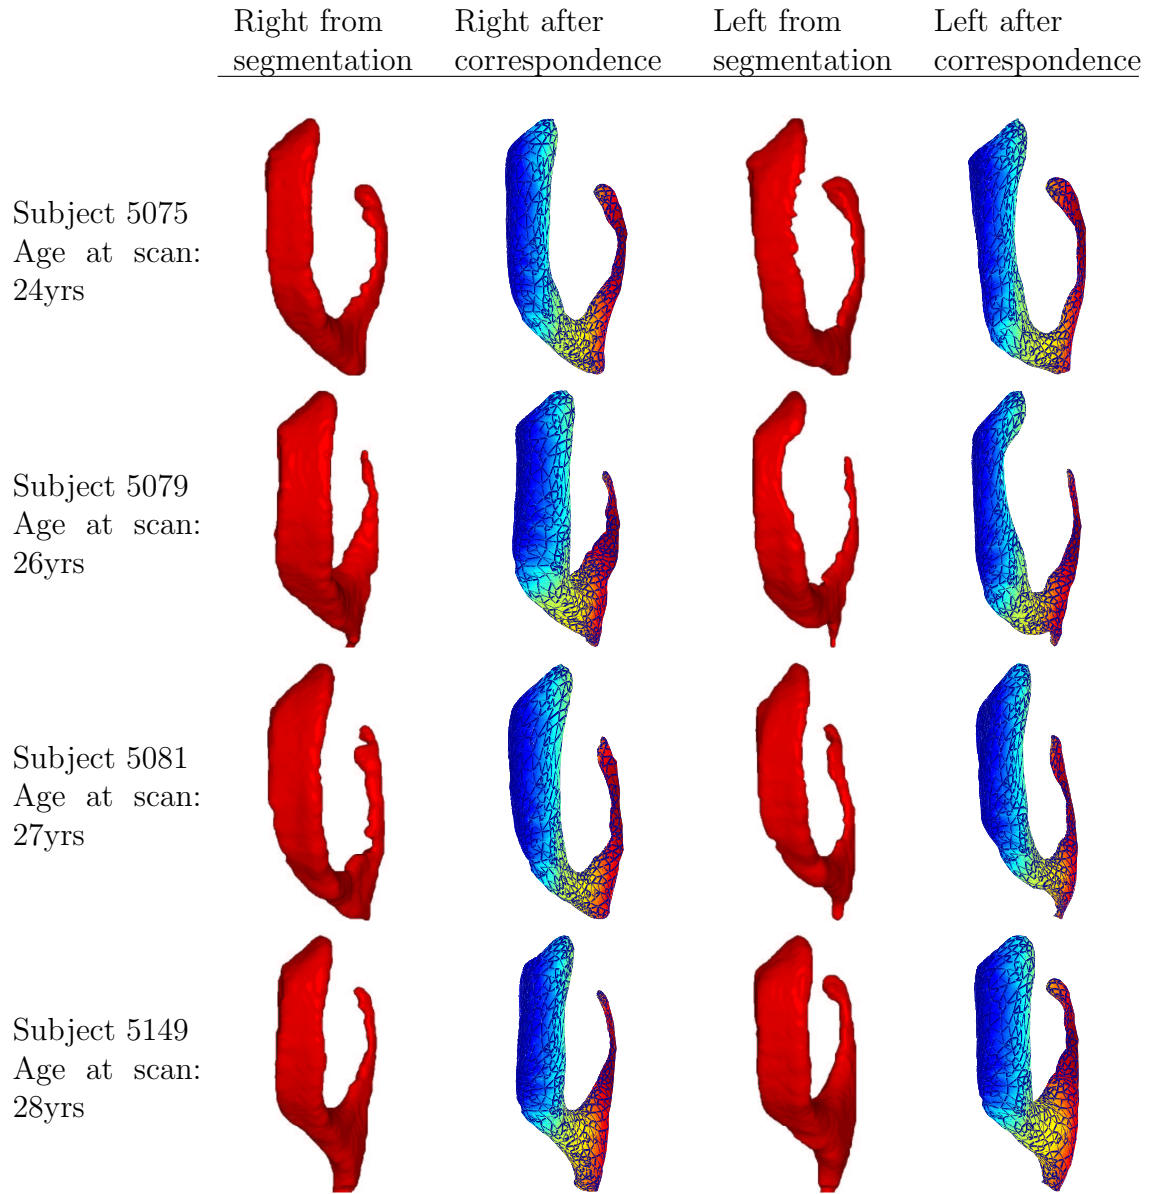 Right from
segmentation
Right after
correspondence
Left from
segmentation
Left after
correspondence
Subject 5075
Age at scan:
24yrs
Subject 5079
Age at scan:
26yrs
Subject 5081
Age at scan:
27yrs
Subject 5149
Age at scan:
28yrs